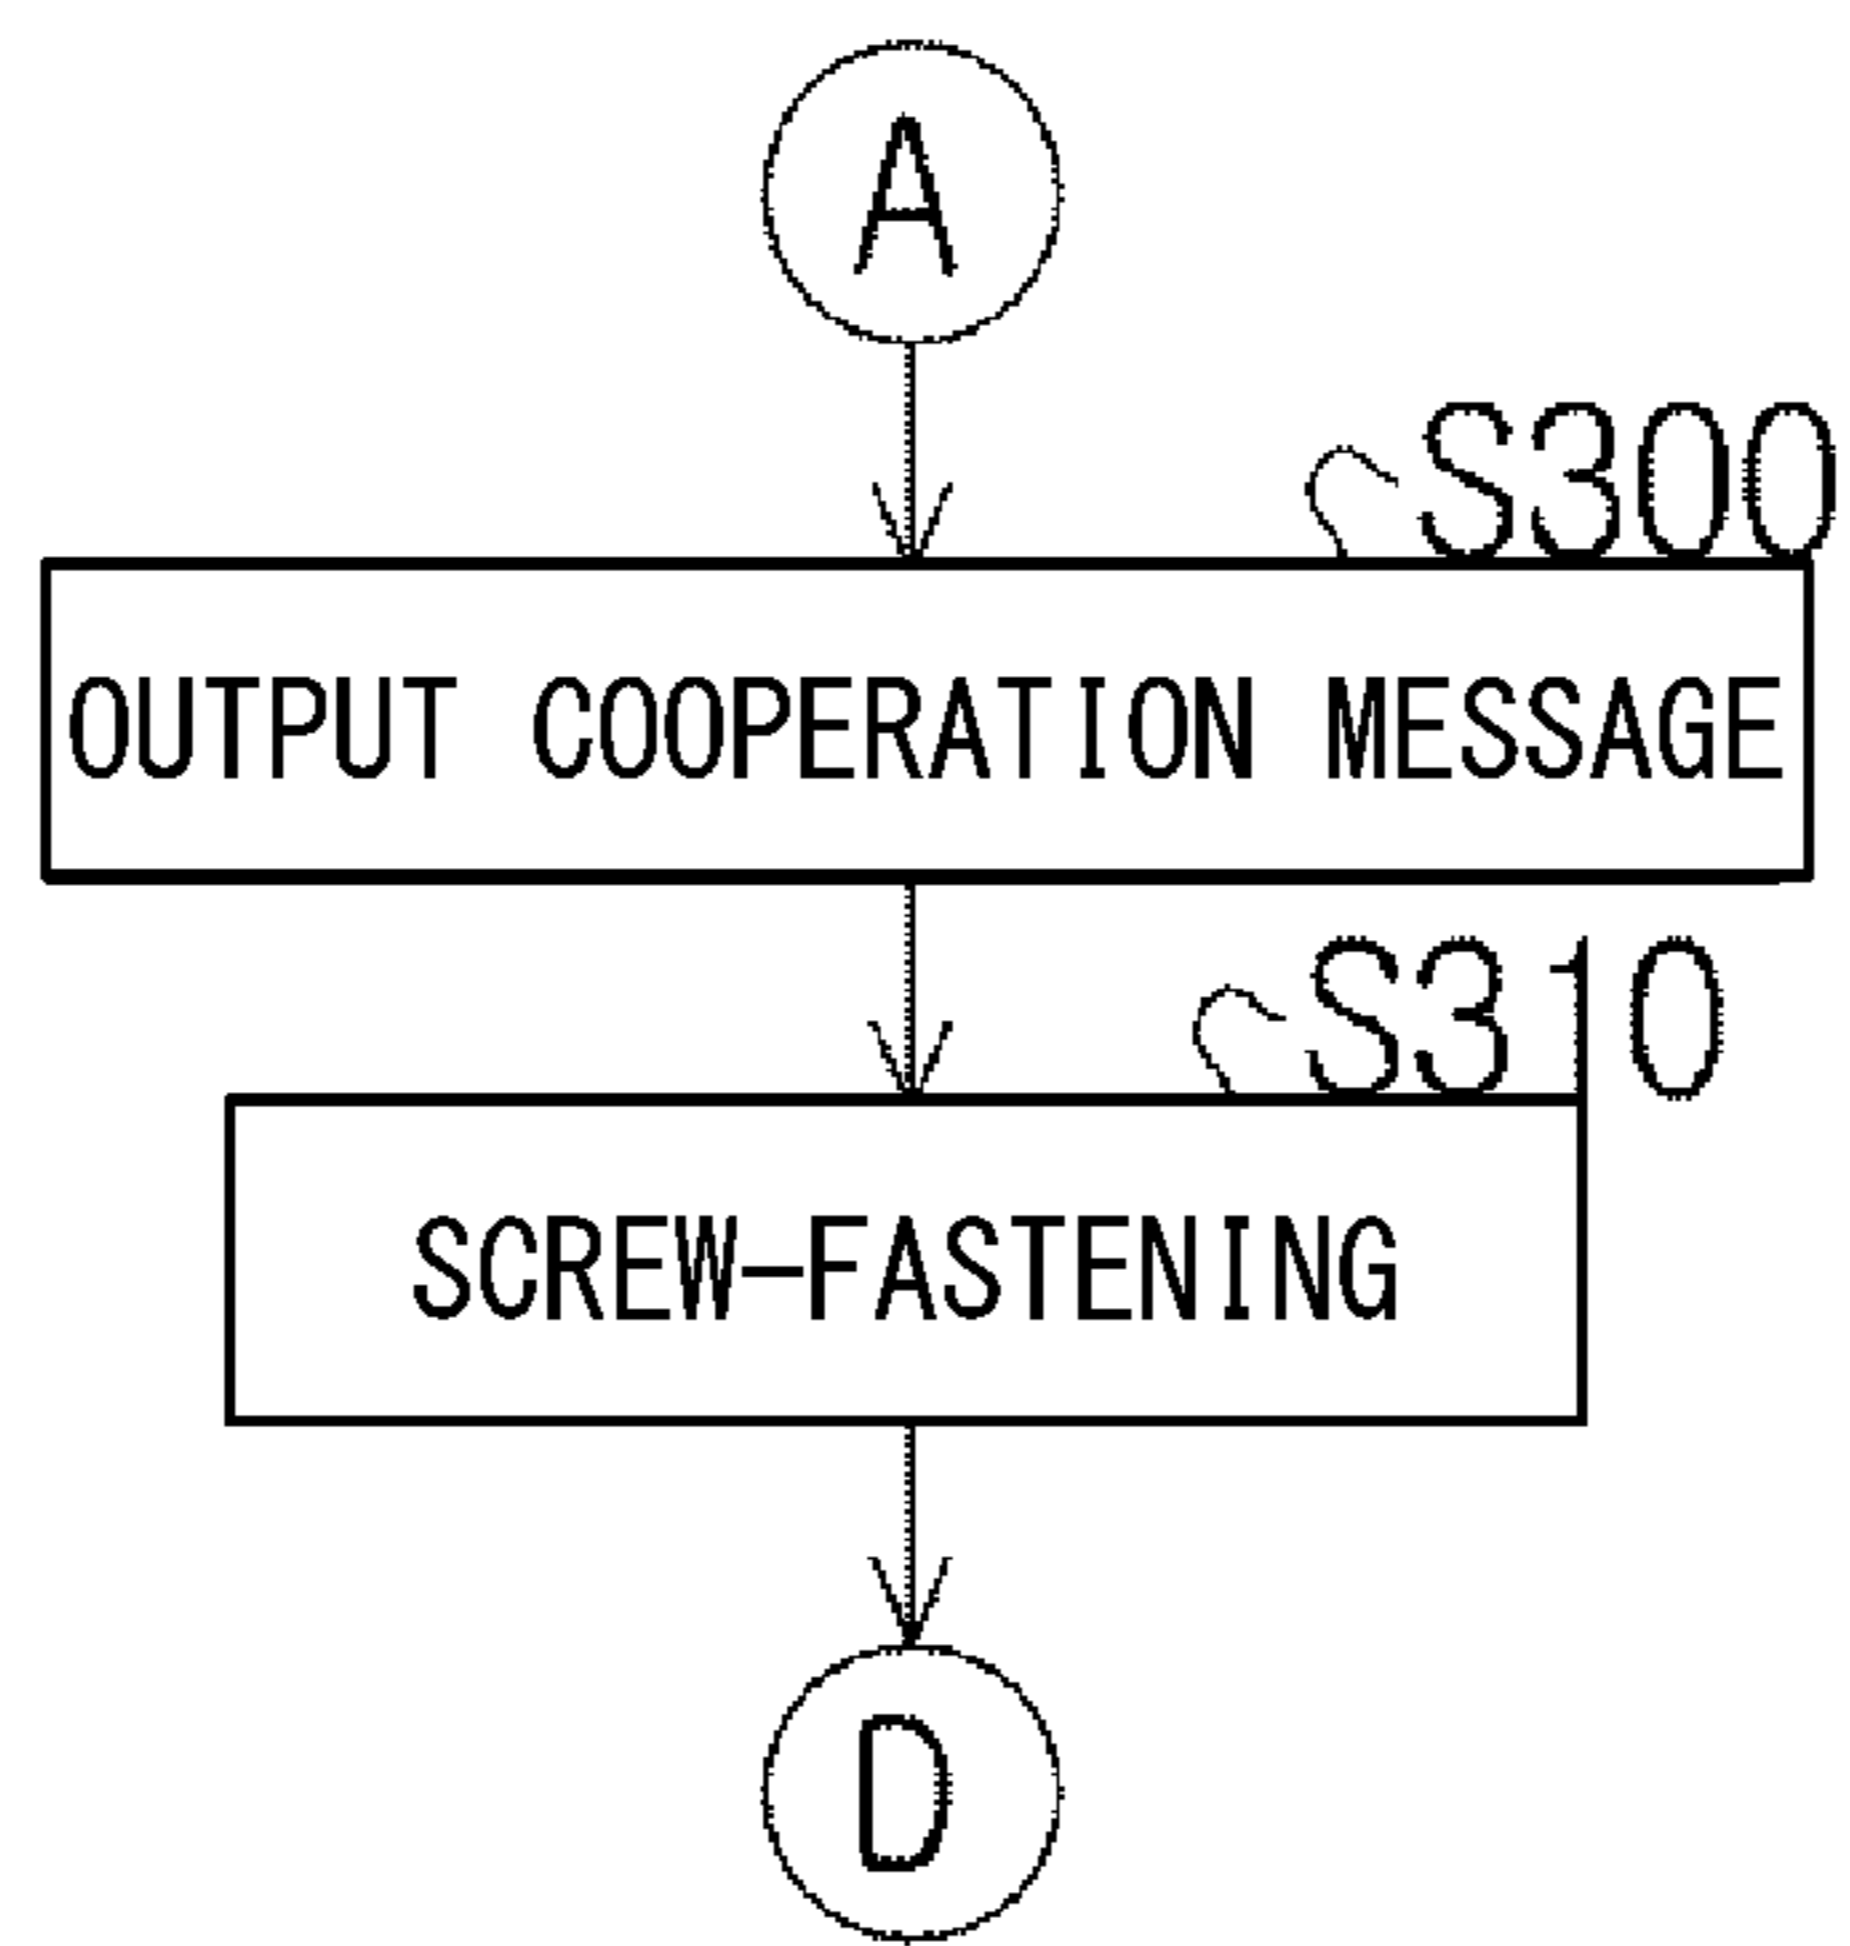 A
S300
OUTPUT COOPERATION MESSAGE
S310
SCREW-FASTENING
D